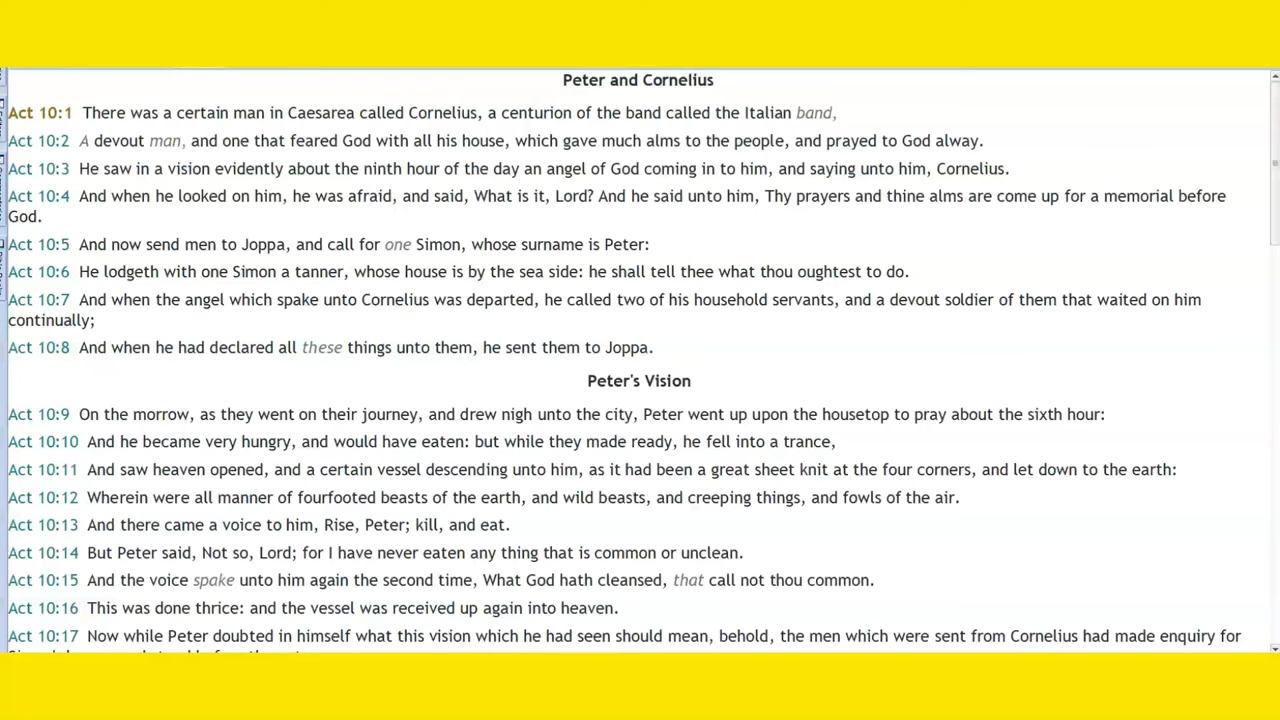 Peter and Cornelius
Act 10:1 There was a certain man in Caesarea called Cornelius, a centurion of the band called the Italian band,
Act 10:2 A devout man, and one that feared God with all his house, which gave much alms to the people, and prayed to God alway.
Act 10:3 He saw in a vision evidently about the ninth hour of the day an angel of God coming in to him, and saying unto him, Cornelius.
Act 10:4 And when he looked on him, he was afraid, and said, What is it, Lord? And he said unto him, Thy prayers and thine alms are come up for a memorial before
God.
Act 10:5 And now send men to Joppa, and call for one Simon, whose surname is Peter:
Act 10:6 He lodgeth with one Simon a tanner, whose house is by the sea side: he shall tell thee what thou oughtest to do.
Act 10:7 And when the angel which spake unto Cornelius was departed, he called two of his household servants, and a devout soldier of them that waited on him
continually;
Act 10:8 And when he had declared all these things unto them, he sent them to Joppa.
Peter's Vision
Act 10:9 On the morrow, as they went on their journey, and drew nigh unto the city, Peter went up upon the housetop to pray about the sixth hour:
Act 10:10 And he became very hungry, and would have eaten: but while they made ready, he fell into a trance,
Act 10:11 And saw heaven opened, and a certain vessel descending unto him, as it had been a great sheet knit at the four corners, and let down to the earth:
Act 10:12 Wherein were all manner of fourfooted beasts of the earth, and wild beasts, and creeping things, and fowls of the air.
Act 10:13 And there came a voice to him, Rise, Peter; kill, and eat.
Act 10:14 But Peter said, Not so, Lord; for I have never eaten any thing that is common or unclean.
Act 10:15 And the voice spake unto him again the second time, What God hath cleansed, that call not thou common.
Act 10:16 This was done thrice: and the vessel was received up again into heaven.
Act 10:17 Now while Peter doubted in himself what this vision which he had seen should mean, behold, the men which were sent from Cornelius had made enquiry for